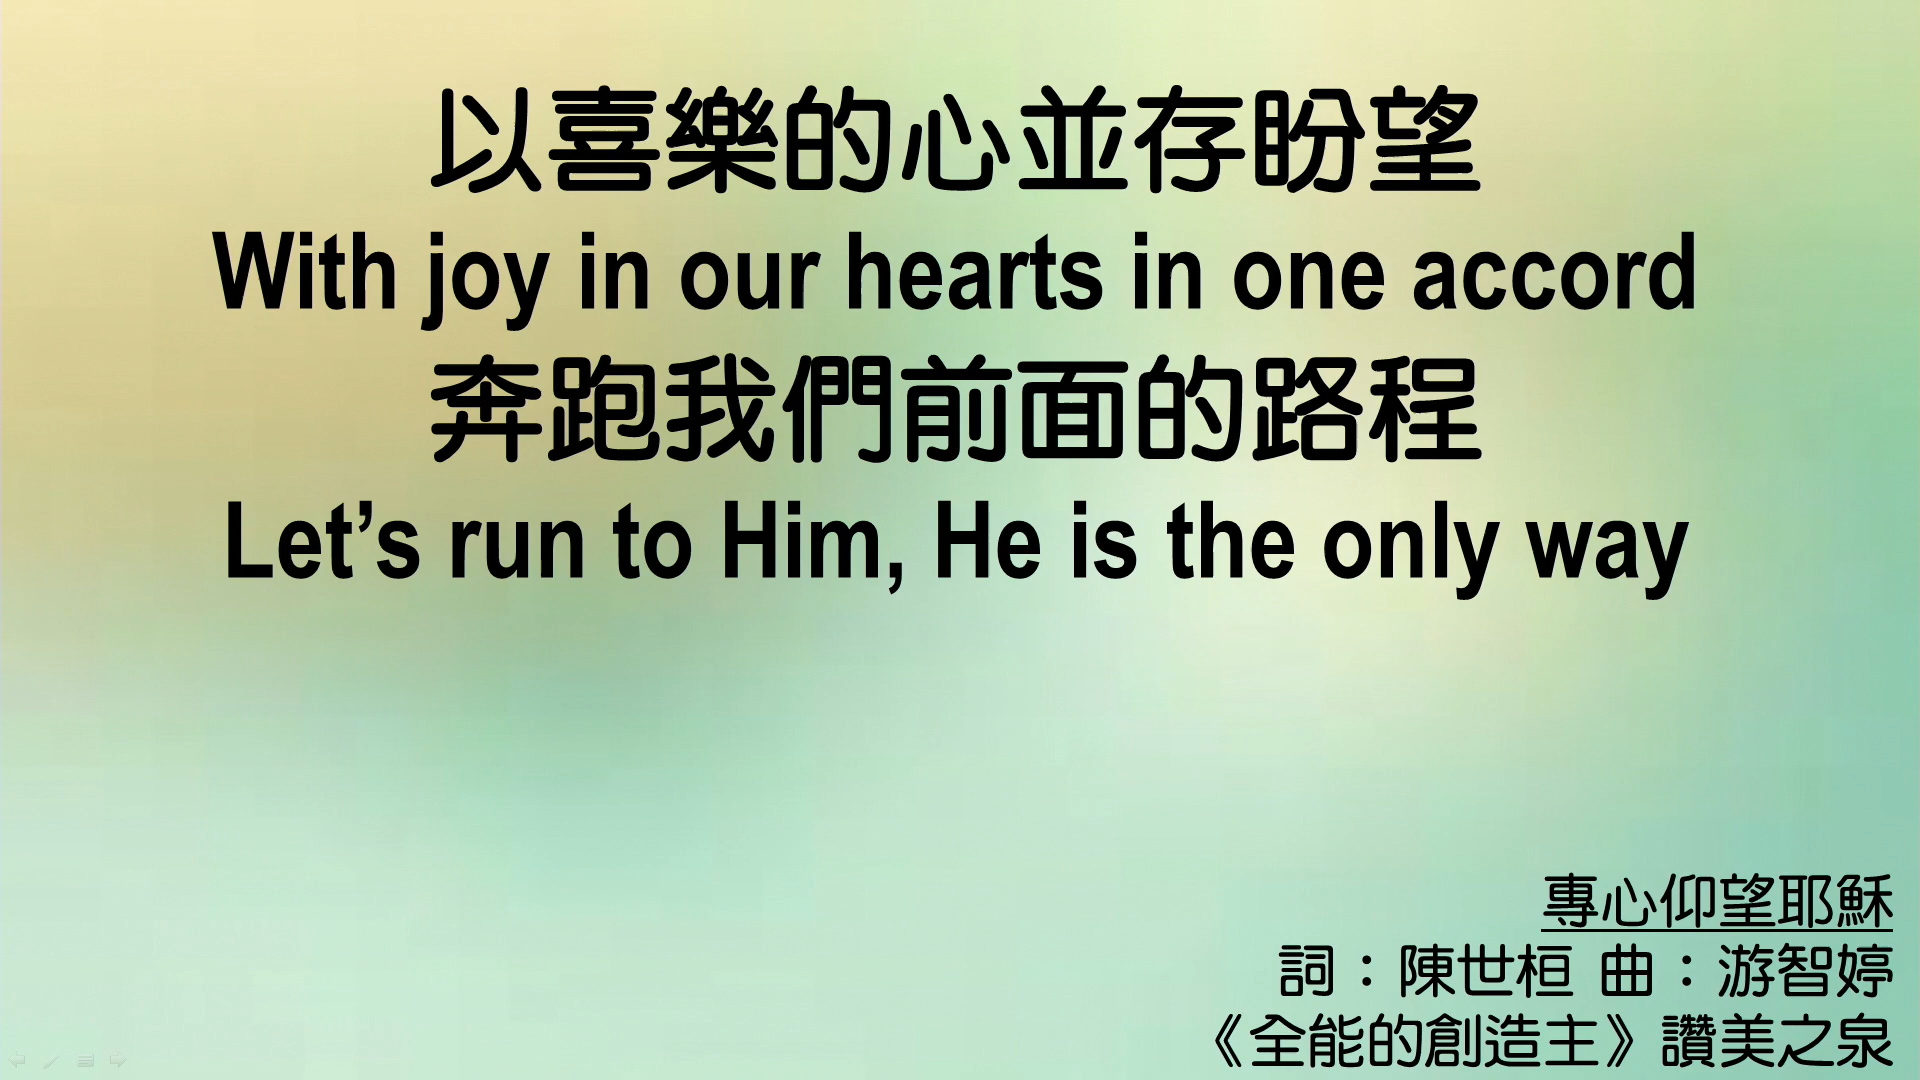 以喜樂的心並存盼望
With joy in our hearts in one accord
奔跑我們前面的路程
Let’s run to Him, He is the only way
專心仰望耶穌
詞：陳世桓 曲：游智婷
《全能的創造主》讚美之泉